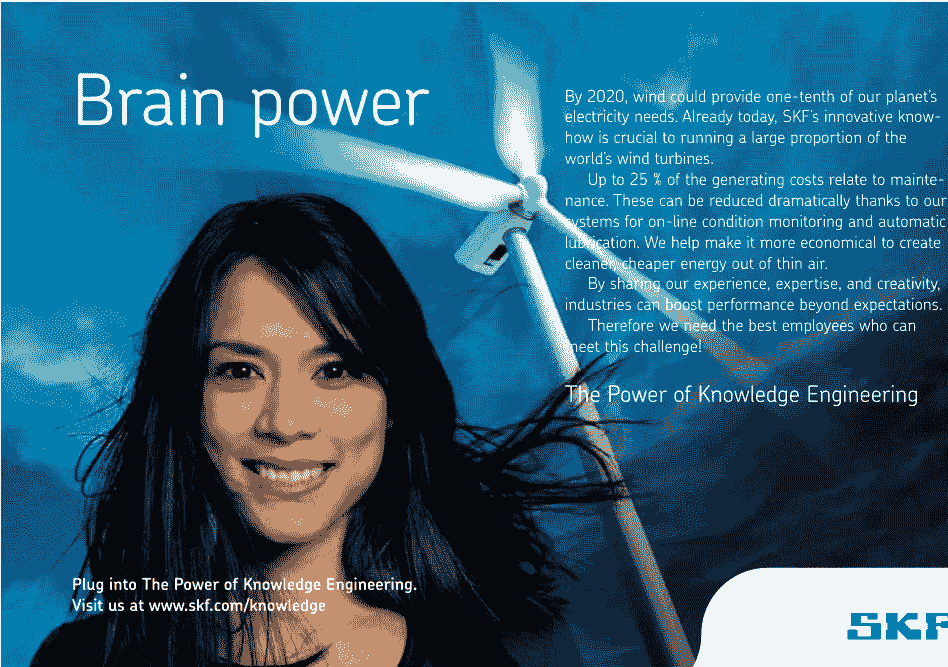 Brain power
By 2020, wind could provide one-tenth of our planet's
electricity needs. Already today, SKF's innovative know-
how is crucial to running a large proportion of the
world's wind turbines.
Up to 25 % of the generating costs relate to mainte-
nance. These can be reduced dramatically thanks to our
systems for on-line condition monitoring and automatic
lubrication. We help make it more economical to create
cleaner, cheaper energy out of thin air.
By sharing our experience, expertise, and creativity,
industries can boost performance beyond expectations.
Therefore we need the best employees who can
meet this challenge!
The Power of Knowledge Engineering
Plug into The Power of Knowledge Engineering.
Visit us at www.skf.com/knowledge
SKF